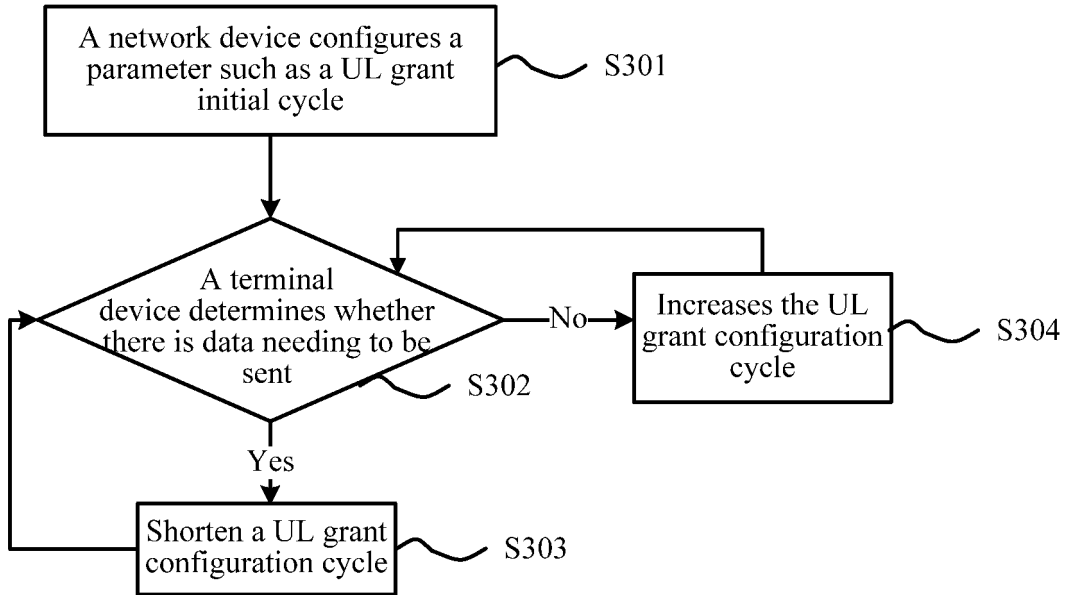 A network device configures a
parameter such as a UL grant
initial cycle
S301
A terminal
device determines whether
there is data needing to be
sent
S302
No
Increases the UL
grant configuration
cycle
S304
Yes
Shorten a UL grant
configuration cycle
S303